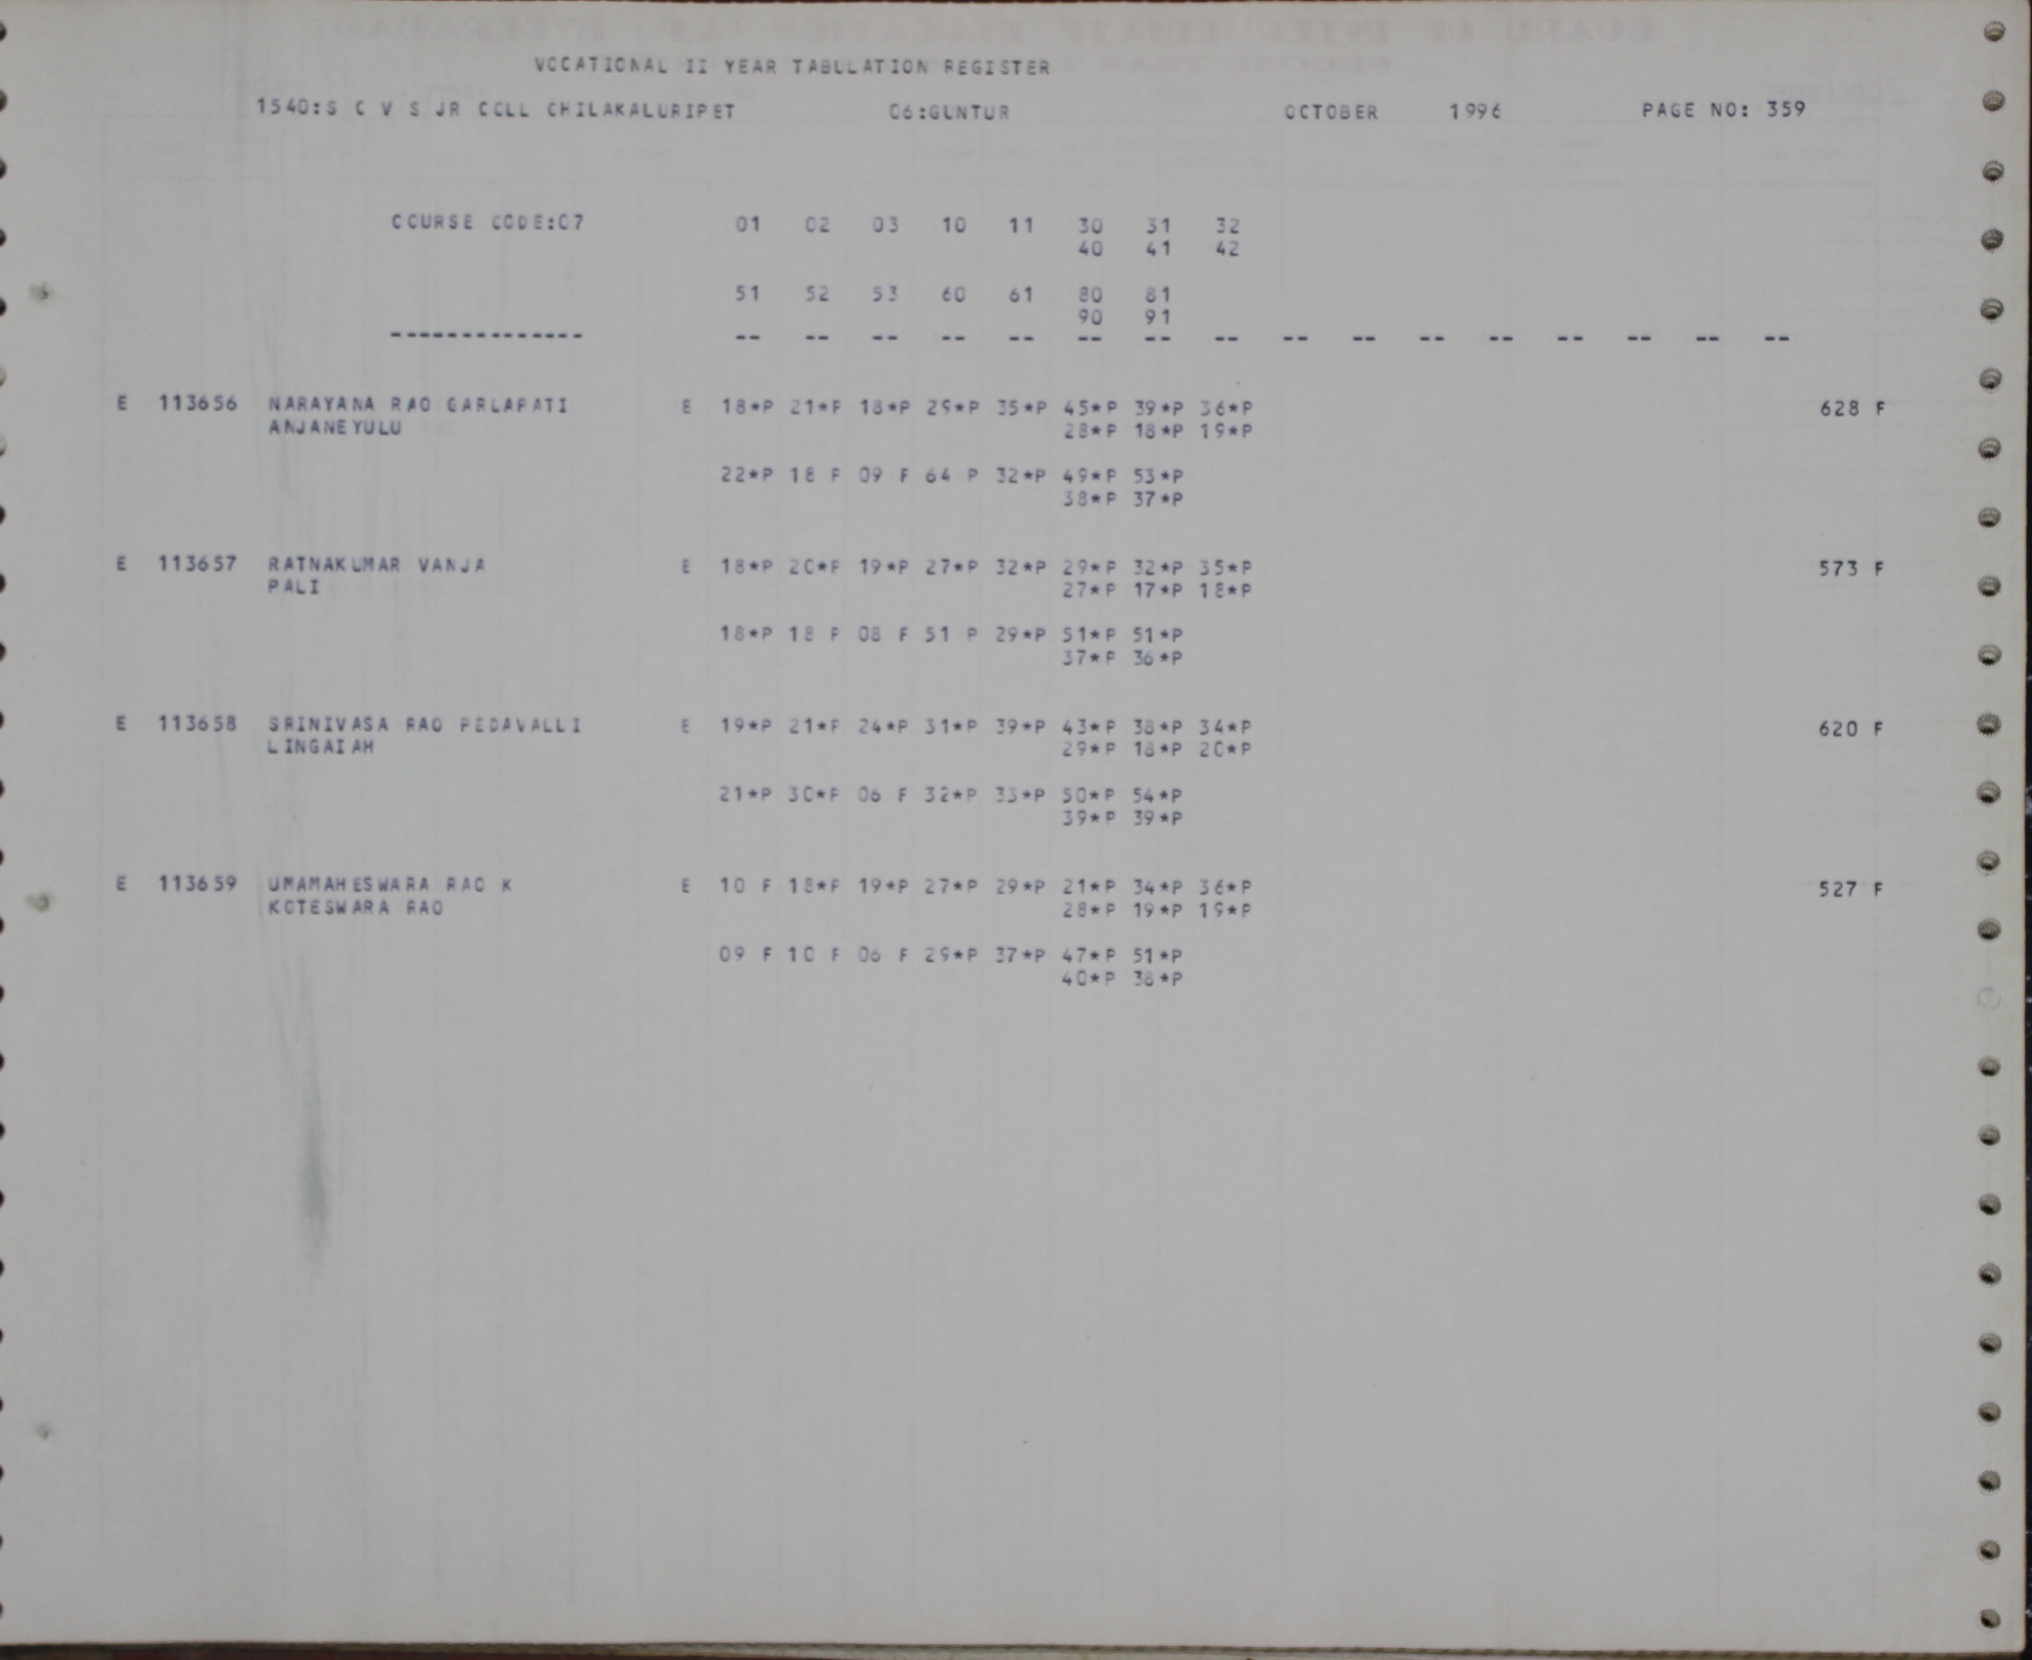 VOCATIONAL II YEAR TABULATION REGISTER
1540:S C V S JR COLL CHILAKALURIPET 06:GUNTUR OCTOBER 1996 PAGE NO: 359
COURSE CODE:07 01 02 03 10 11 30 31 32
40 41 42
51 52 53 60 61 80 81
90 91
-------------- -- -- -- -- -- -- -- -- -- -- -- -- -- -- -- --
E 113656 NARAYANA RAO GARLAPATI E 18*P 21*P 18*P 29*P 35*P 45*P 39*P 36*P 628 F
ANJANEYULU 28*P 18*P 19*P
22*P 18 F 09 F 64 P 32*P 49*P 53*P
38*P 37*P
E 113657 RATNAKUMAR VANJA E 18*P 20*P 19*P 27*P 32*P 29*P 32*P 35*P 573 F
PALI 27*P 17*P 18*P
18*P 18 F 08 F 51 P 29*P 51*P 51*P
37*P 36*P
E 113658 SRINIVASA RAO PEDAVALLI E 19*P 21*P 24*P 31*P 39*P 43*P 38*P 34*P 620 F
LINGAIAH 29*P 18*P 20*P
21*P 30*P 06 F 32*P 33*P 50*P 54*P
39*P 39*P
E 113659 UMAMAHESWARA RAO K E 10 F 18*P 19*P 27*P 29*P 21*P 34*P 36*P 527 F
KOTESWARA RAO 28*P 19*P 19*P
09 F 10 F 06 F 29*P 37*P 47*P 51*P
40*P 38*P